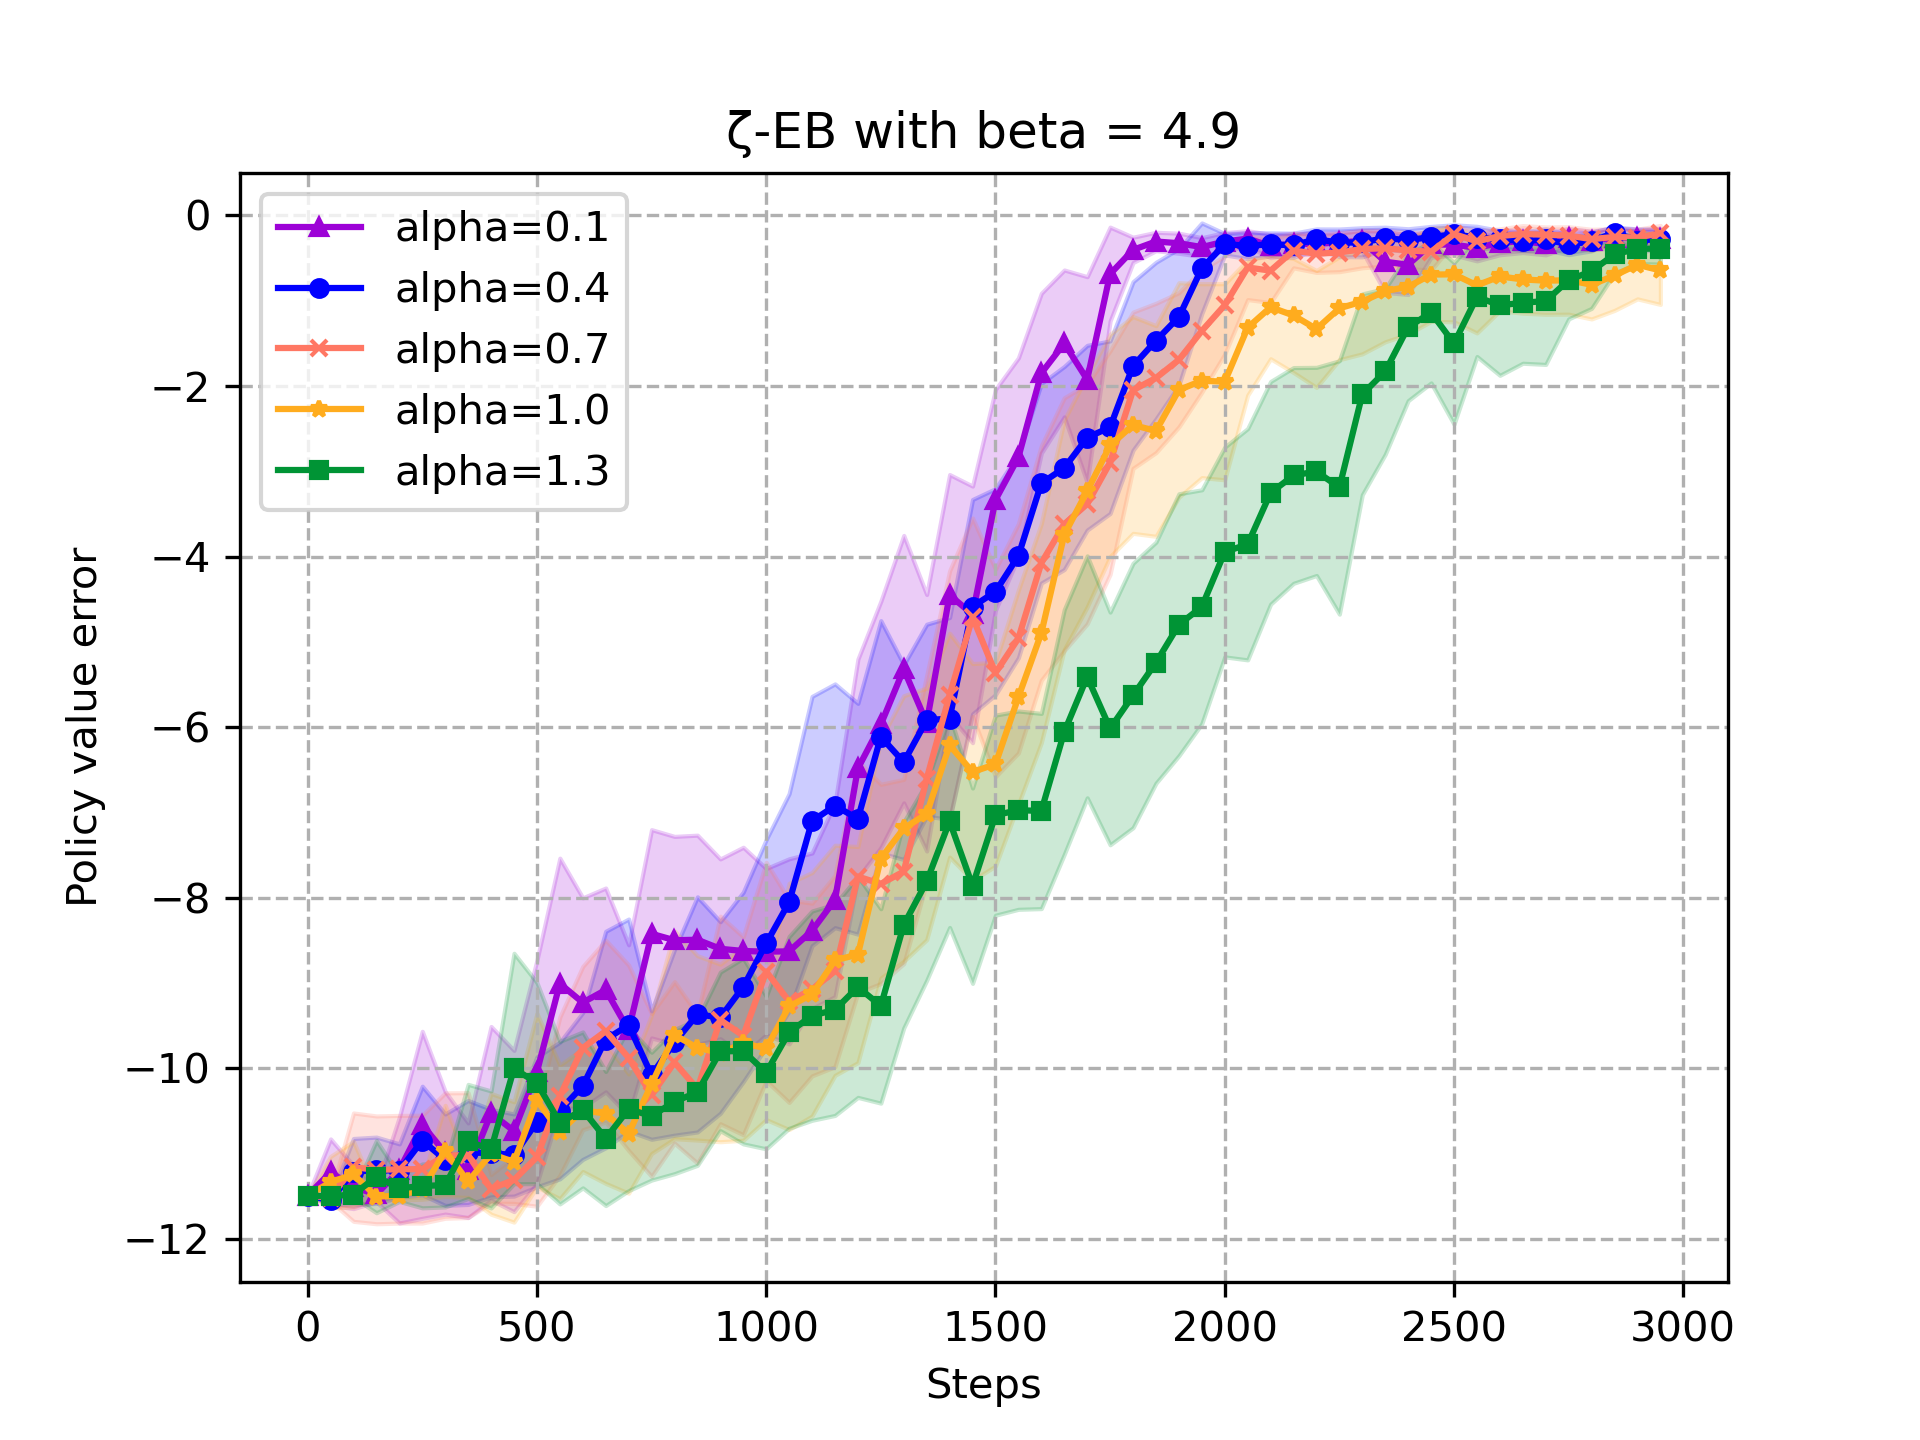 ζ-EB with beta = 4.9
alpha=0.1
alpha=0.4
alpha=0.7
alpha=1.0
alpha=1.3
Policy value error
0
−2
−4
−6
−8
−10
−12
0 500 1000 1500 2000 2500 3000
Steps